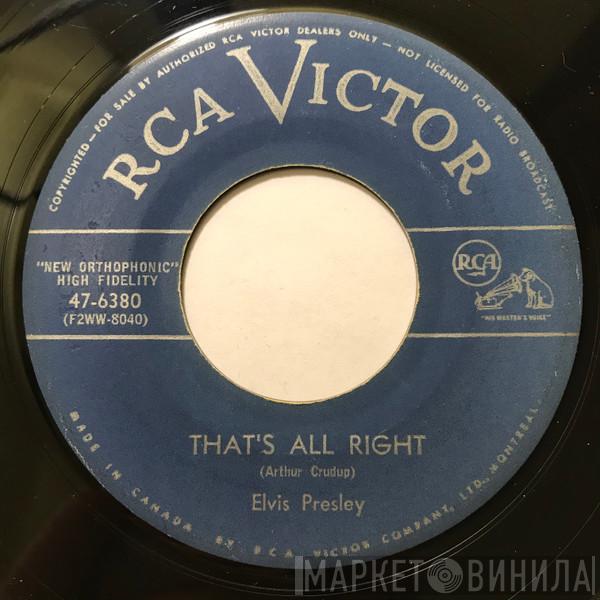 COPYRIGHTED — FOR SALE BY AUTHORIZED RCA VICTOR DEALERS ONLY — NOT LICENSED FOR RADIO BROADCAST
RCA VICTOR
"NEW ORTHOPHONIC"
HIGH FIDELITY
47-6380
(F2WW-8040)
RCA
"HIS MASTER'S VOICE"
THAT'S ALL RIGHT
(Arthur Crudup)
Elvis Presley
MADE IN CANADA BY RCA VICTOR COMPANY, LTD., MONTREAL
МАРКЕТ ВИНИЛА